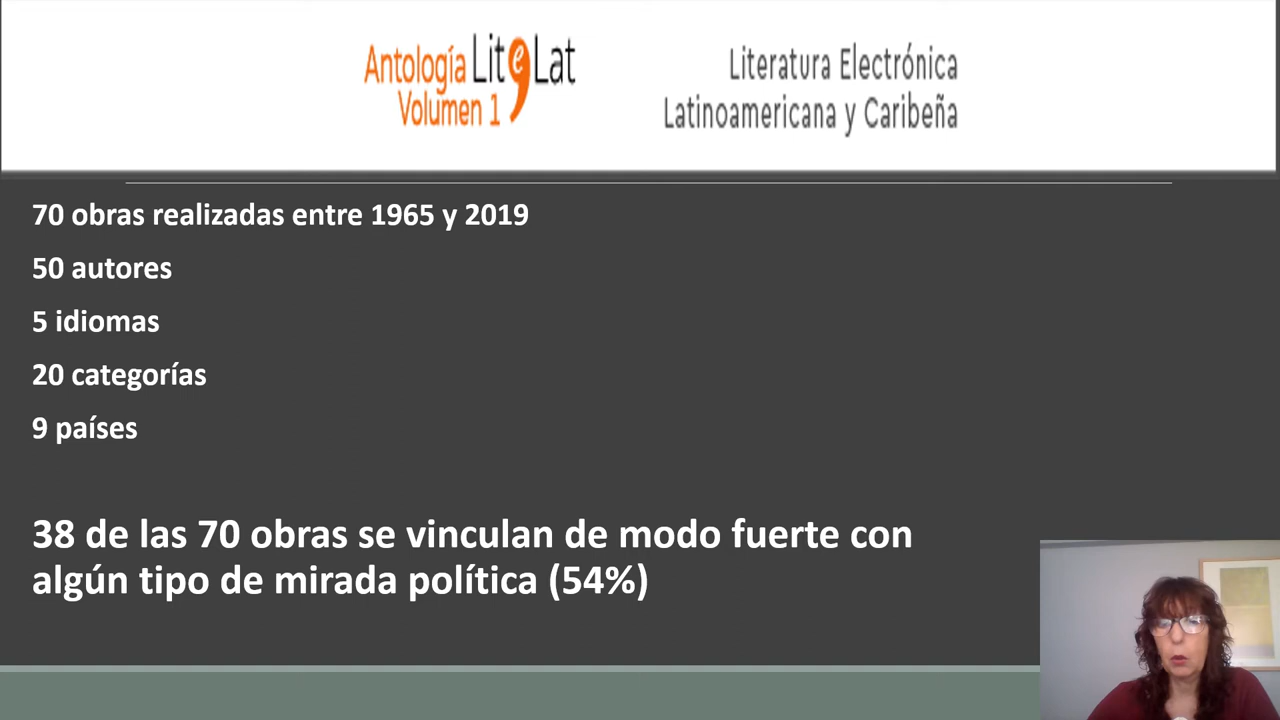 Antología Lit e Lat
Volumen 1
Literatura Electrónica
Latinoamericana y Caribeña
70 obras realizadas entre 1965 y 2019
50 autores
5 idiomas
20 categorías
9 países
38 de las 70 obras se vinculan de modo fuerte con
algún tipo de mirada política (54%)